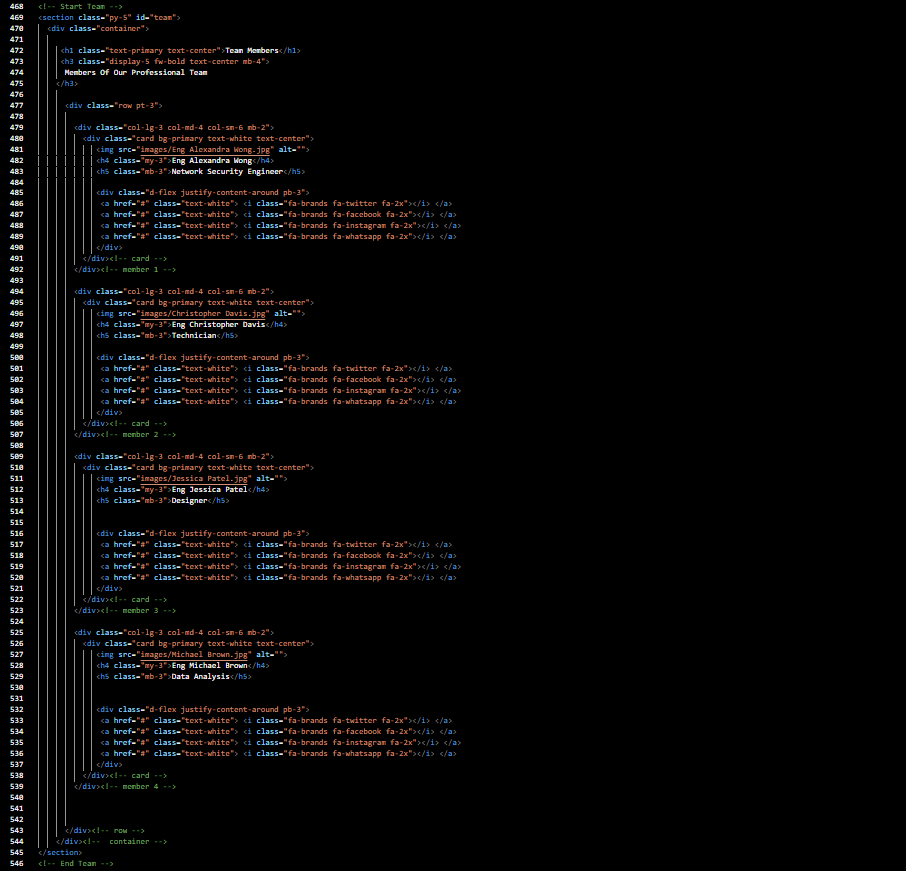 468 <!-- Start Team -->
469 <section class="py-5" id="team">
470 <div class="container">
471
472 <h1 class="text-primary text-center">Team Members</h1>
473 <h3 class="display-5 fw-bold text-center mb-4">
474 Members Of Our Professional Team
475 </h3>
476
477 <div class="row pt-3">
478
479 <div class="col-lg-3 col-md-4 col-sm-6 mb-2">
480 <div class="card bg-primary text-white text-center">
481 <img src="images/Eng Alexandra Wong.jpg" alt="">
482 <h4 class="my-3">Eng Alexandra Wong</h4>
483 <h5 class="mb-3">Network Security Engineer</h5>
484
485 <div class="d-flex justify-content-around pb-3">
486 <a href="#" class="text-white"> <i class="fa-brands fa-twitter fa-2x"></i> </a>
487 <a href="#" class="text-white"> <i class="fa-brands fa-facebook fa-2x"></i> </a>
488 <a href="#" class="text-white"> <i class="fa-brands fa-instagram fa-2x"></i> </a>
489 <a href="#" class="text-white"> <i class="fa-brands fa-whatsapp fa-2x"></i> </a>
490 </div>
491 </div><!-- card -->
492 </div><!-- member 1 -->
493
494 <div class="col-lg-3 col-md-4 col-sm-6 mb-2">
495 <div class="card bg-primary text-white text-center">
496 <img src="images/Christopher Davis.jpg" alt="">
497 <h4 class="my-3">Eng Christopher Davis</h4>
498 <h5 class="mb-3">Technician</h5>
499
500 <div class="d-flex justify-content-around pb-3">
501 <a href="#" class="text-white"> <i class="fa-brands fa-twitter fa-2x"></i> </a>
502 <a href="#" class="text-white"> <i class="fa-brands fa-facebook fa-2x"></i> </a>
503 <a href="#" class="text-white"> <i class="fa-brands fa-instagram fa-2x"></i> </a>
504 <a href="#" class="text-white"> <i class="fa-brands fa-whatsapp fa-2x"></i> </a>
505 </div>
506 </div><!-- card -->
507 </div><!-- member 2 -->
508
509 <div class="col-lg-3 col-md-4 col-sm-6 mb-2">
510 <div class="card bg-primary text-white text-center">
511 <img src="images/Jessica Patel.jpg" alt="">
512 <h4 class="my-3">Eng Jessica Patel</h4>
513 <h5 class="mb-3">Designer</h5>
514
515
516 <div class="d-flex justify-content-around pb-3">
517 <a href="#" class="text-white"> <i class="fa-brands fa-twitter fa-2x"></i> </a>
518 <a href="#" class="text-white"> <i class="fa-brands fa-facebook fa-2x"></i> </a>
519 <a href="#" class="text-white"> <i class="fa-brands fa-instagram fa-2x"></i> </a>
520 <a href="#" class="text-white"> <i class="fa-brands fa-whatsapp fa-2x"></i> </a>
521 </div>
522 </div><!-- card -->
523 </div><!-- member 3 -->
524
525 <div class="col-lg-3 col-md-4 col-sm-6 mb-2">
526 <div class="card bg-primary text-white text-center">
527 <img src="images/Michael Brown.jpg" alt="">
528 <h4 class="my-3">Eng Michael Brown</h4>
529 <h5 class="mb-3">Data Analysis</h5>
530
531
532 <div class="d-flex justify-content-around pb-3">
533 <a href="#" class="text-white"> <i class="fa-brands fa-twitter fa-2x"></i> </a>
534 <a href="#" class="text-white"> <i class="fa-brands fa-facebook fa-2x"></i> </a>
535 <a href="#" class="text-white"> <i class="fa-brands fa-instagram fa-2x"></i> </a>
536 <a href="#" class="text-white"> <i class="fa-brands fa-whatsapp fa-2x"></i> </a>
537 </div>
538 </div><!-- card -->
539 </div><!-- member 4 -->
540
541
542
543 </div><!-- row -->
544 </div><!--  container -->
545 </section>
546 <!-- End Team -->